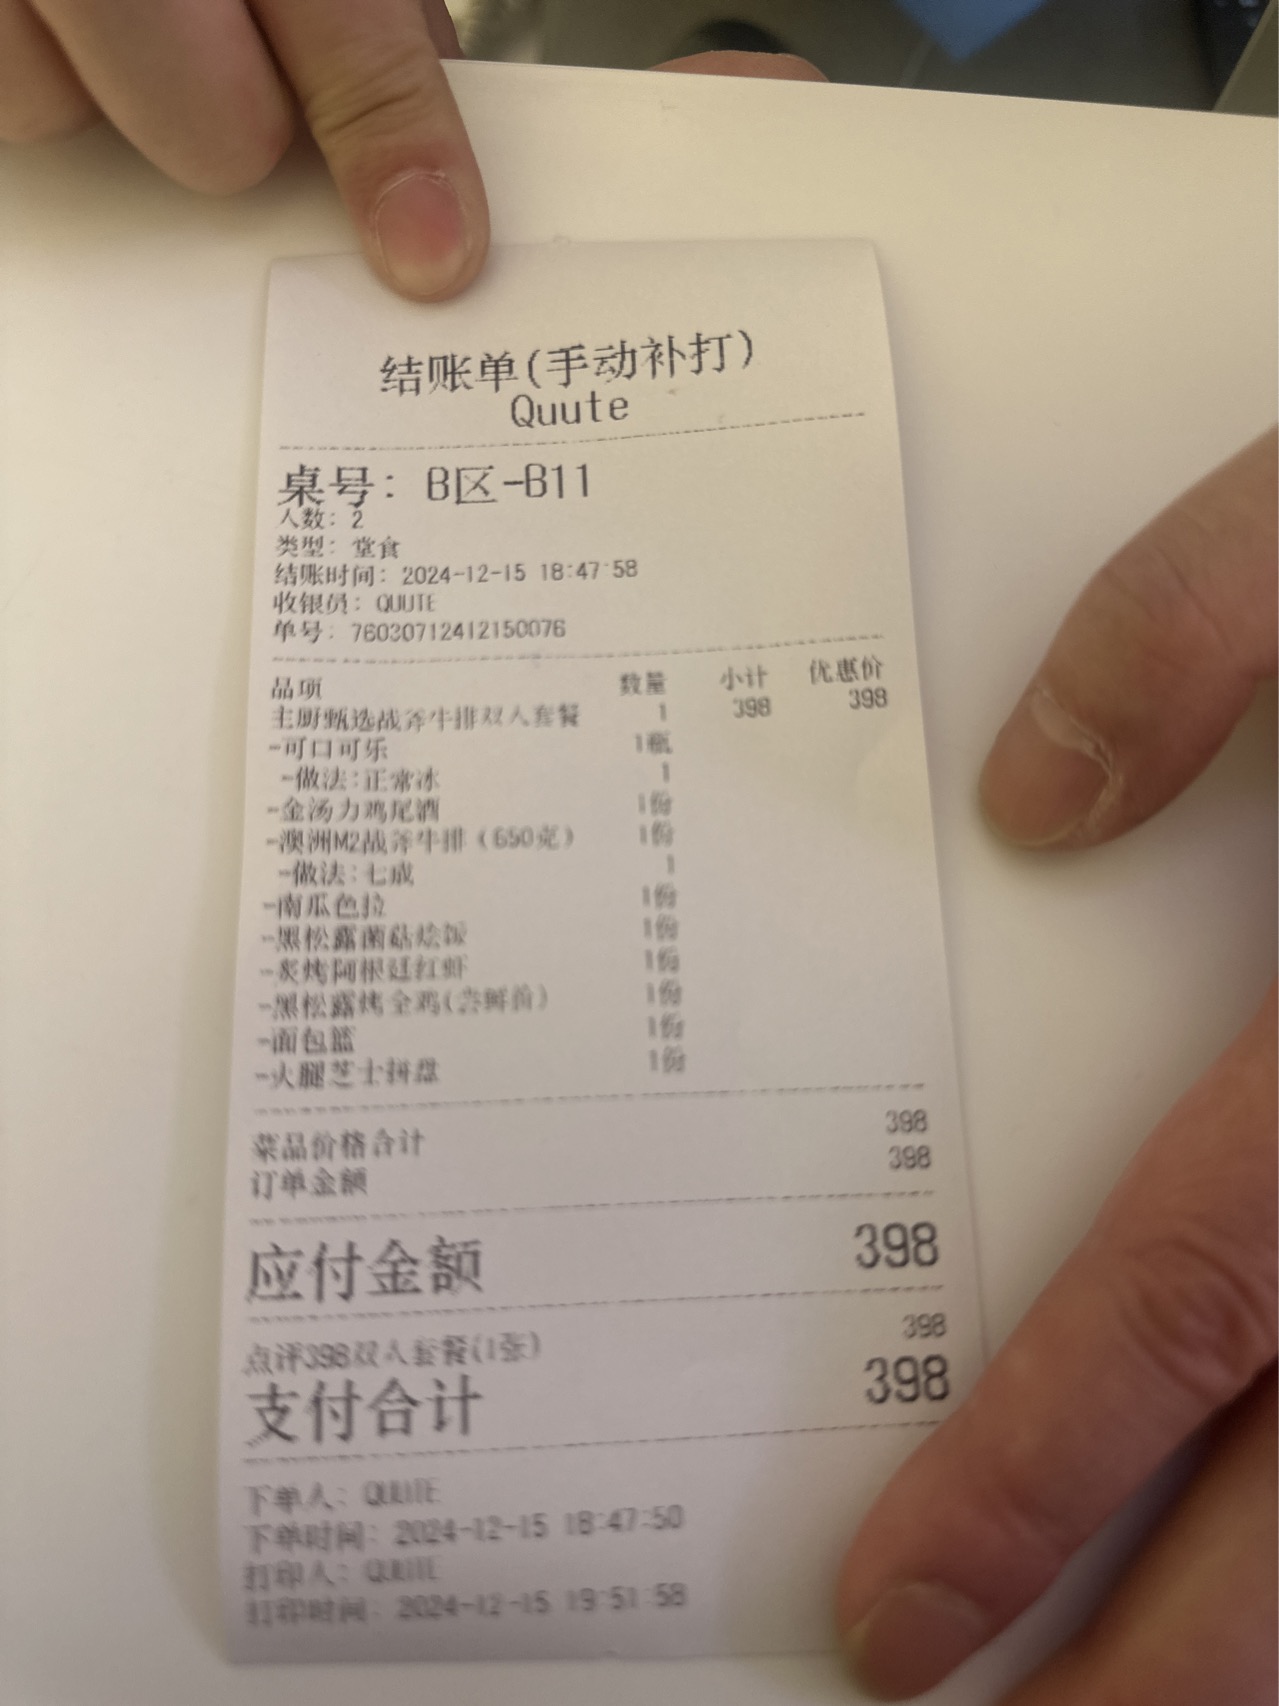 结账单(手动补打)
Quute
桌号: B区-B11
人数: 2
类型: 堂食
结账时间: 2024-12-15 18:47:58
收银员: QUUTE
单号: 76030712412150076
品项 数量 小计 优惠价
主厨甄选战斧牛排双人套餐 1 398 398
-可口可乐 1瓶
-做法:正常冰 1
-金汤力鸡尾酒 1份
-澳洲M2战斧牛排（650克） 1份
-做法:七成 1
-南瓜色拉 1份
-黑松露菌菇烩饭 1份
-炙烤阿根廷红虾 1份
-黑松露烤全鸡(尝鲜价) 1份
-面包篮 1份
-火腿芝士拼盘 1份
菜品价格合计 398
订单金额 398
应付金额 398
点评398双人套餐(1张) 398
支付合计 398
下单人: QUUTE
下单时间: 2024-12-15 18:47:50
打印人: QUUTE
打印时间: 2024-12-15 19:51:58